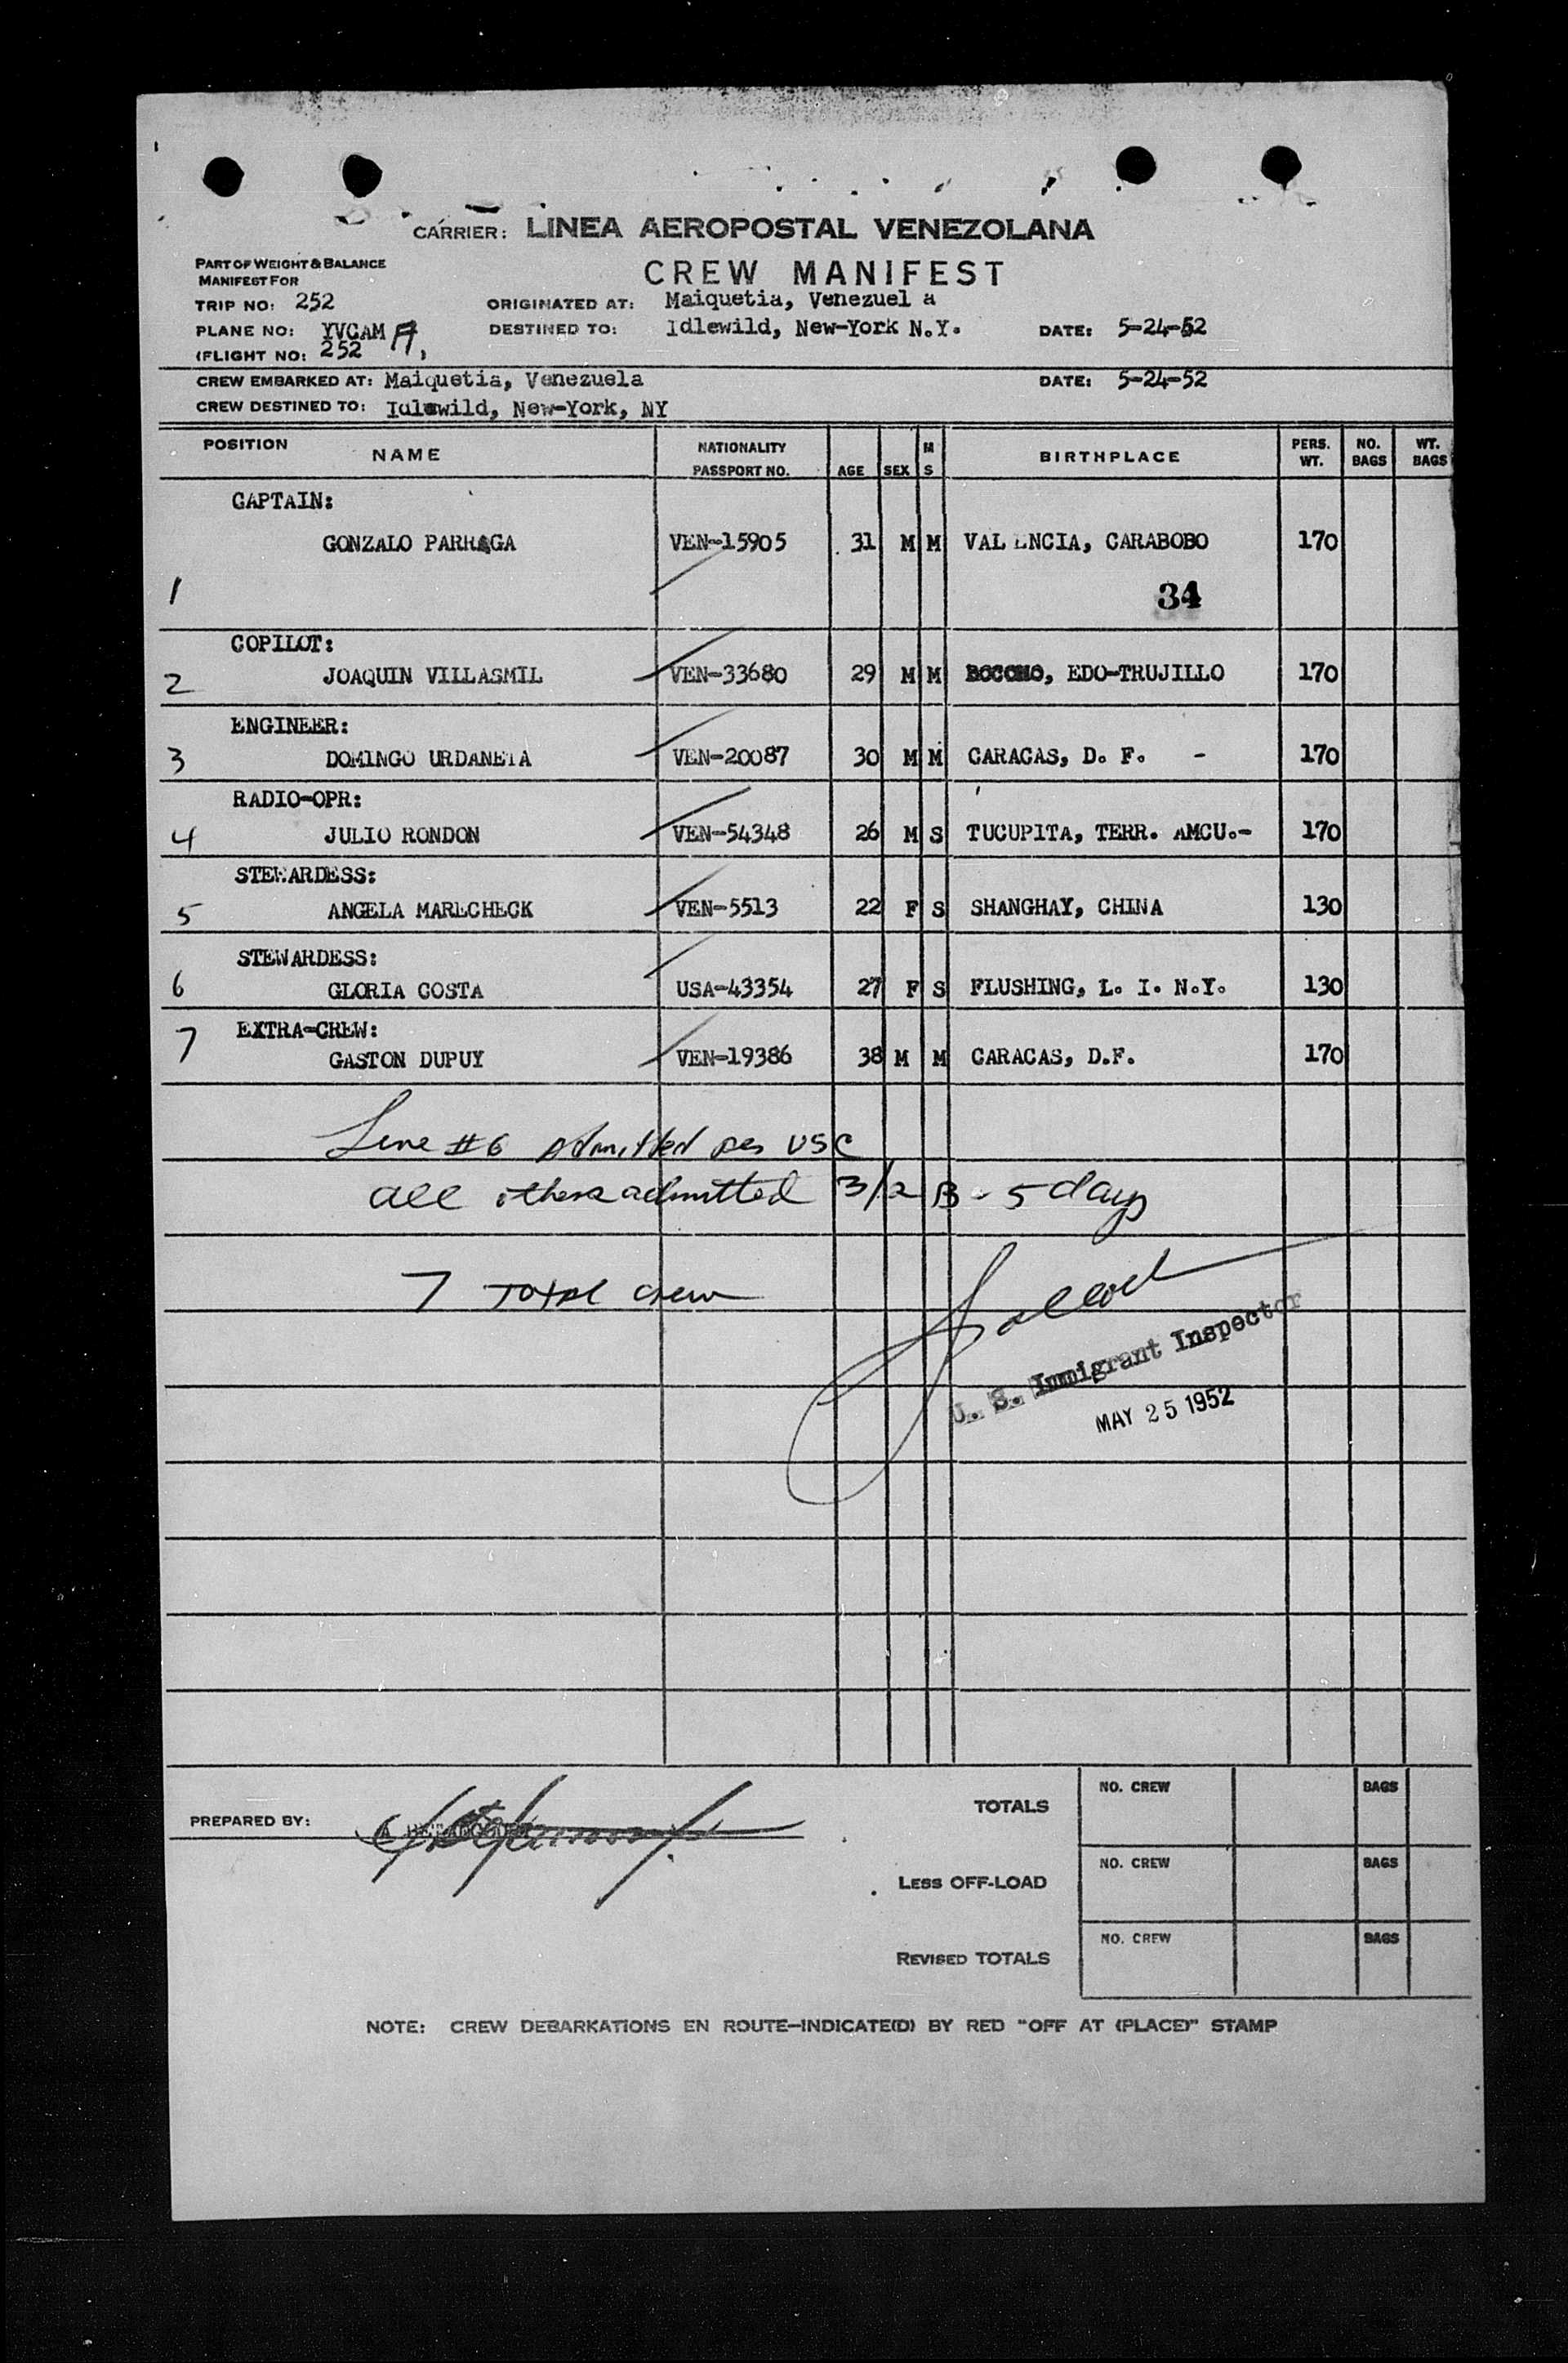 CARRIER: LINEA AEROPOSTAL VENEZOLANA
CREW MANIFEST
PART OF WEIGHT & BALANCE
MANIFEST FOR
TRIP NO: 252 ORIGINATED AT: Maiquetia, Venezuel a
PLANE NO: YVCAM A DESTINED TO: Idlewild, New-York N.Y. DATE: 5-24-52
(FLIGHT NO: 252
CREW EMBARKED AT: Maiquetia, Venezuela DATE: 5-24-52
CREW DESTINED TO: Idlewild, New-York, NY
POSITION NAME NATIONALITY PASSPORT NO. AGE SEX M S BIRTHPLACE PERS. WT. NO. BAGS WT. BAGS
CAPTAIN:
GONZALO PARRAGA VEN-15905 31 M M VALENCIA, CARABOBO 170
1 34
COPILOT:
2 JOAQUIN VILLASMIL VEN-33680 29 M M BOCONO, EDO-TRUJILLO 170
ENGINEER:
3 DOMINGO URDANETA VEN-20087 30 M M CARACAS, D. F. - 170
RADIO-OPR:
4 JULIO RONDON VEN-54348 26 M S TUCUPITA, TERR. AMCU.- 170
STEWARDESS:
5 ANGELA MARECHECK VEN-5513 22 F S SHANGHAY, CHINA 130
STEWARDESS:
6 GLORIA COSTA USA-43354 27 F S FLUSHING, L. I. N.Y. 130
7 EXTRA-CREW:
GASTON DUPUY VEN-19386 38 M M CARACAS, D.F. 170
Line #6 admitted as USC
all others admitted 3/2 B - 5 days
7 Total crew
U. S. Immigrant Inspector
MAY 25 1952
PREPARED BY:
TOTALS NO. CREW BAGS
LESS OFF-LOAD NO. CREW BAGS
REVISED TOTALS NO. CREW BAGS
NOTE: CREW DEBARKATIONS EN ROUTE-INDICATE(D) BY RED "OFF AT (PLACE)" STAMP